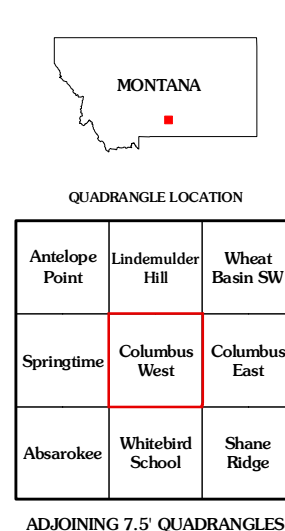 MONTANA
QUADRANGLE LOCATION
Antelope Point
Lindemulder Hill
Wheat Basin SW
Springtime
Columbus West
Columbus East
Absarokee
Whitebird School
Shane Ridge
ADJOINING 7.5' QUADRANGLES